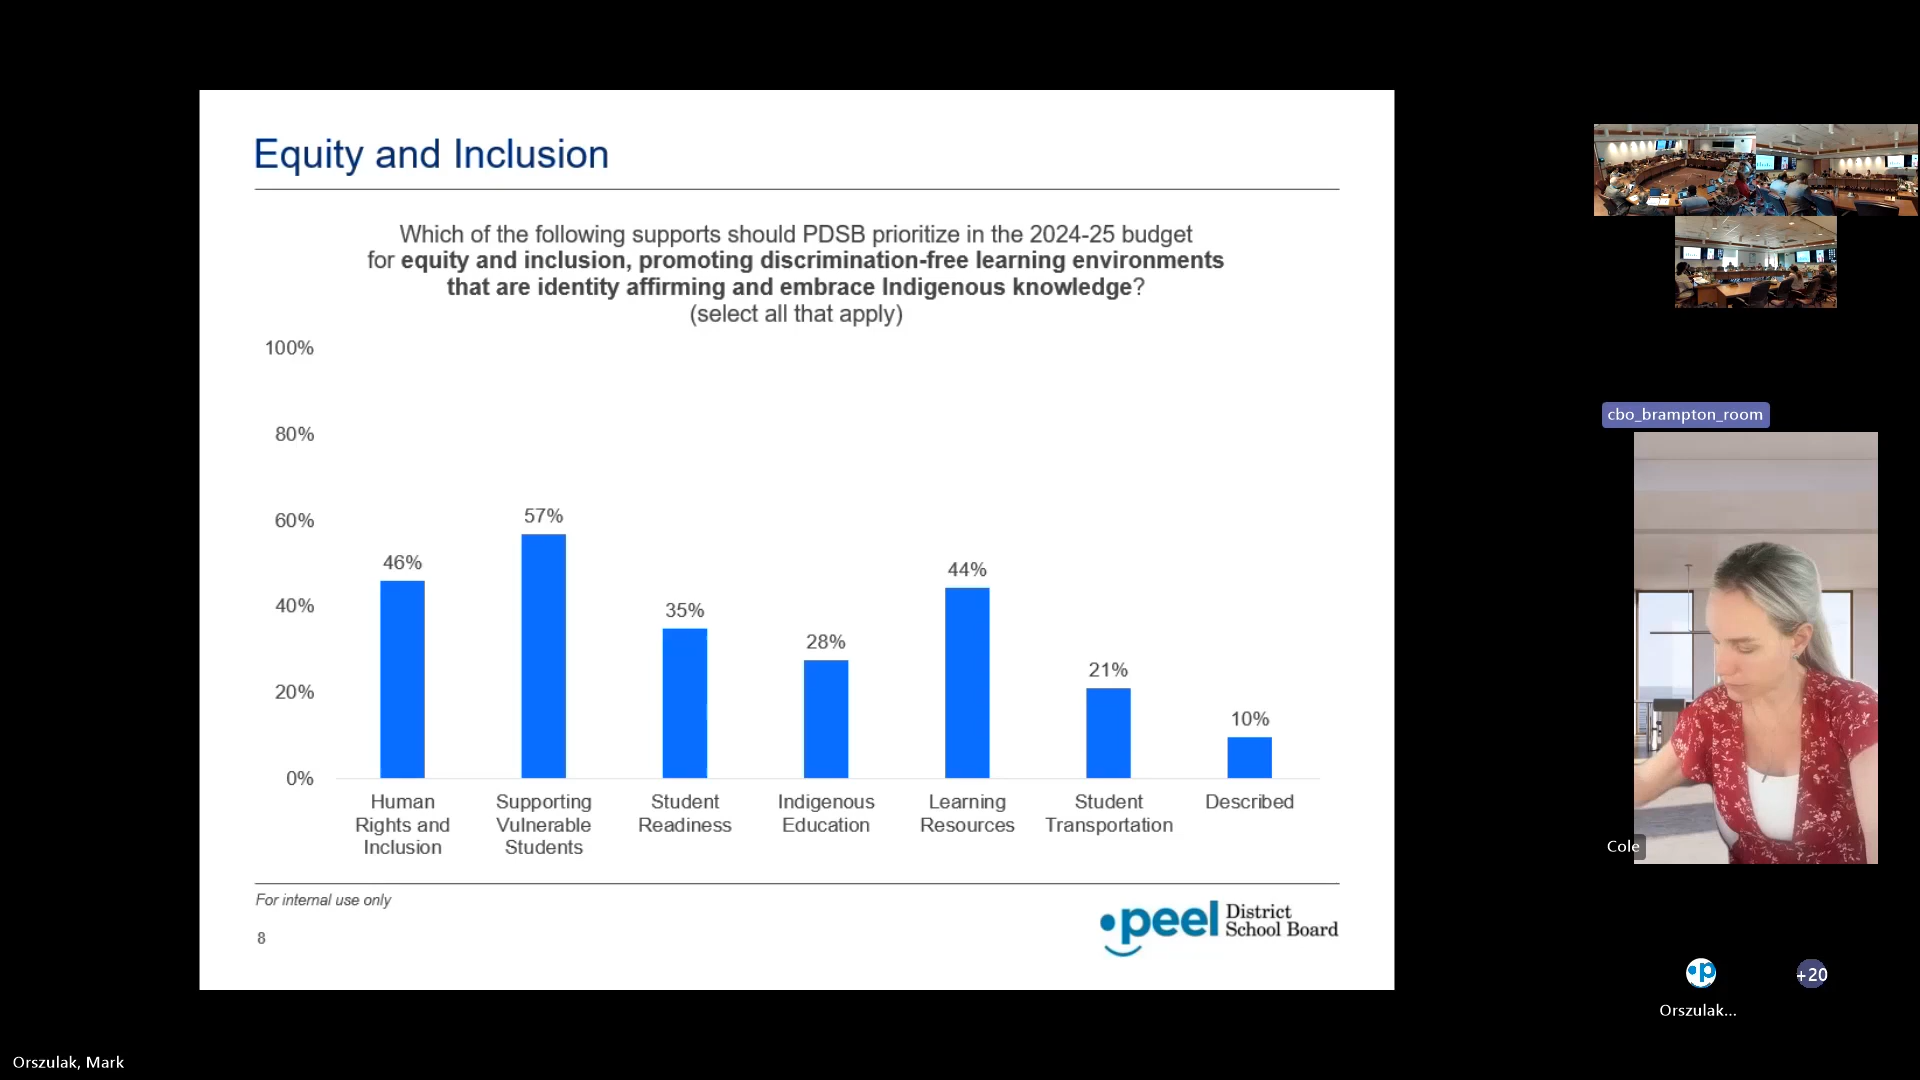 Equity and Inclusion
Which of the following supports should PDSB prioritize in the 2024-25 budget
for equity and inclusion, promoting discrimination-free learning environments
that are identity affirming and embrace Indigenous knowledge?
(select all that apply)
100%
80%
60%
40%
20%
0%
46%
57%
35%
28%
44%
21%
10%
Human
Rights and
Inclusion
Supporting
Vulnerable
Students
Student
Readiness
Indigenous
Education
Learning
Resources
Student
Transportation
Described
For internal use only
8
peel District
School Board
cbo_brampton_room
Cole
p
+20
Orszulak...
Orszulak, Mark